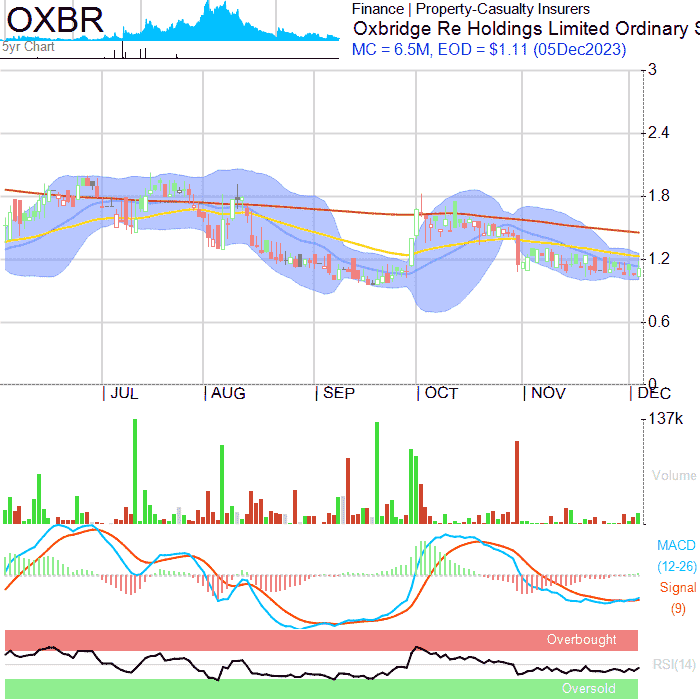 OXBR
5yr Chart
Finance | Property-Casualty Insurers
Oxbridge Re Holdings Limited Ordinary S
MC = 6.5M, EOD = $1.11 (05Dec2023)
3
2.4
1.8
1.2
0.6
0
JUL AUG SEP OCT NOV DEC
137k
Volume
MACD
(12-26)
Signal
(9)
Overbought
RSI(14)
Oversold